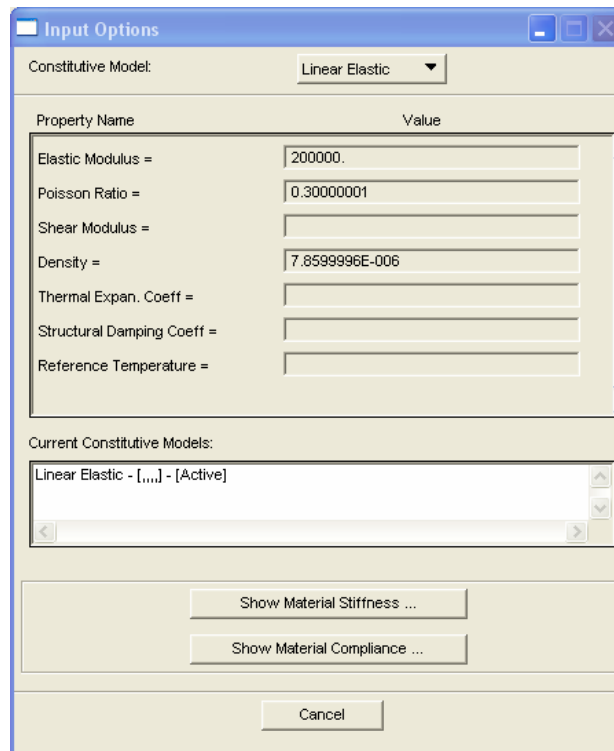 Input Options
Constitutive Model: Linear Elastic
Property Name Value
Elastic Modulus = 200000.
Poisson Ratio = 0.30000001
Shear Modulus =
Density = 7.8599996E-006
Thermal Expan. Coeff =
Structural Damping Coeff =
Reference Temperature =
Current Constitutive Models:
Linear Elastic - [,,,,] - [Active]
Show Material Stiffness ...
Show Material Compliance ...
Cancel